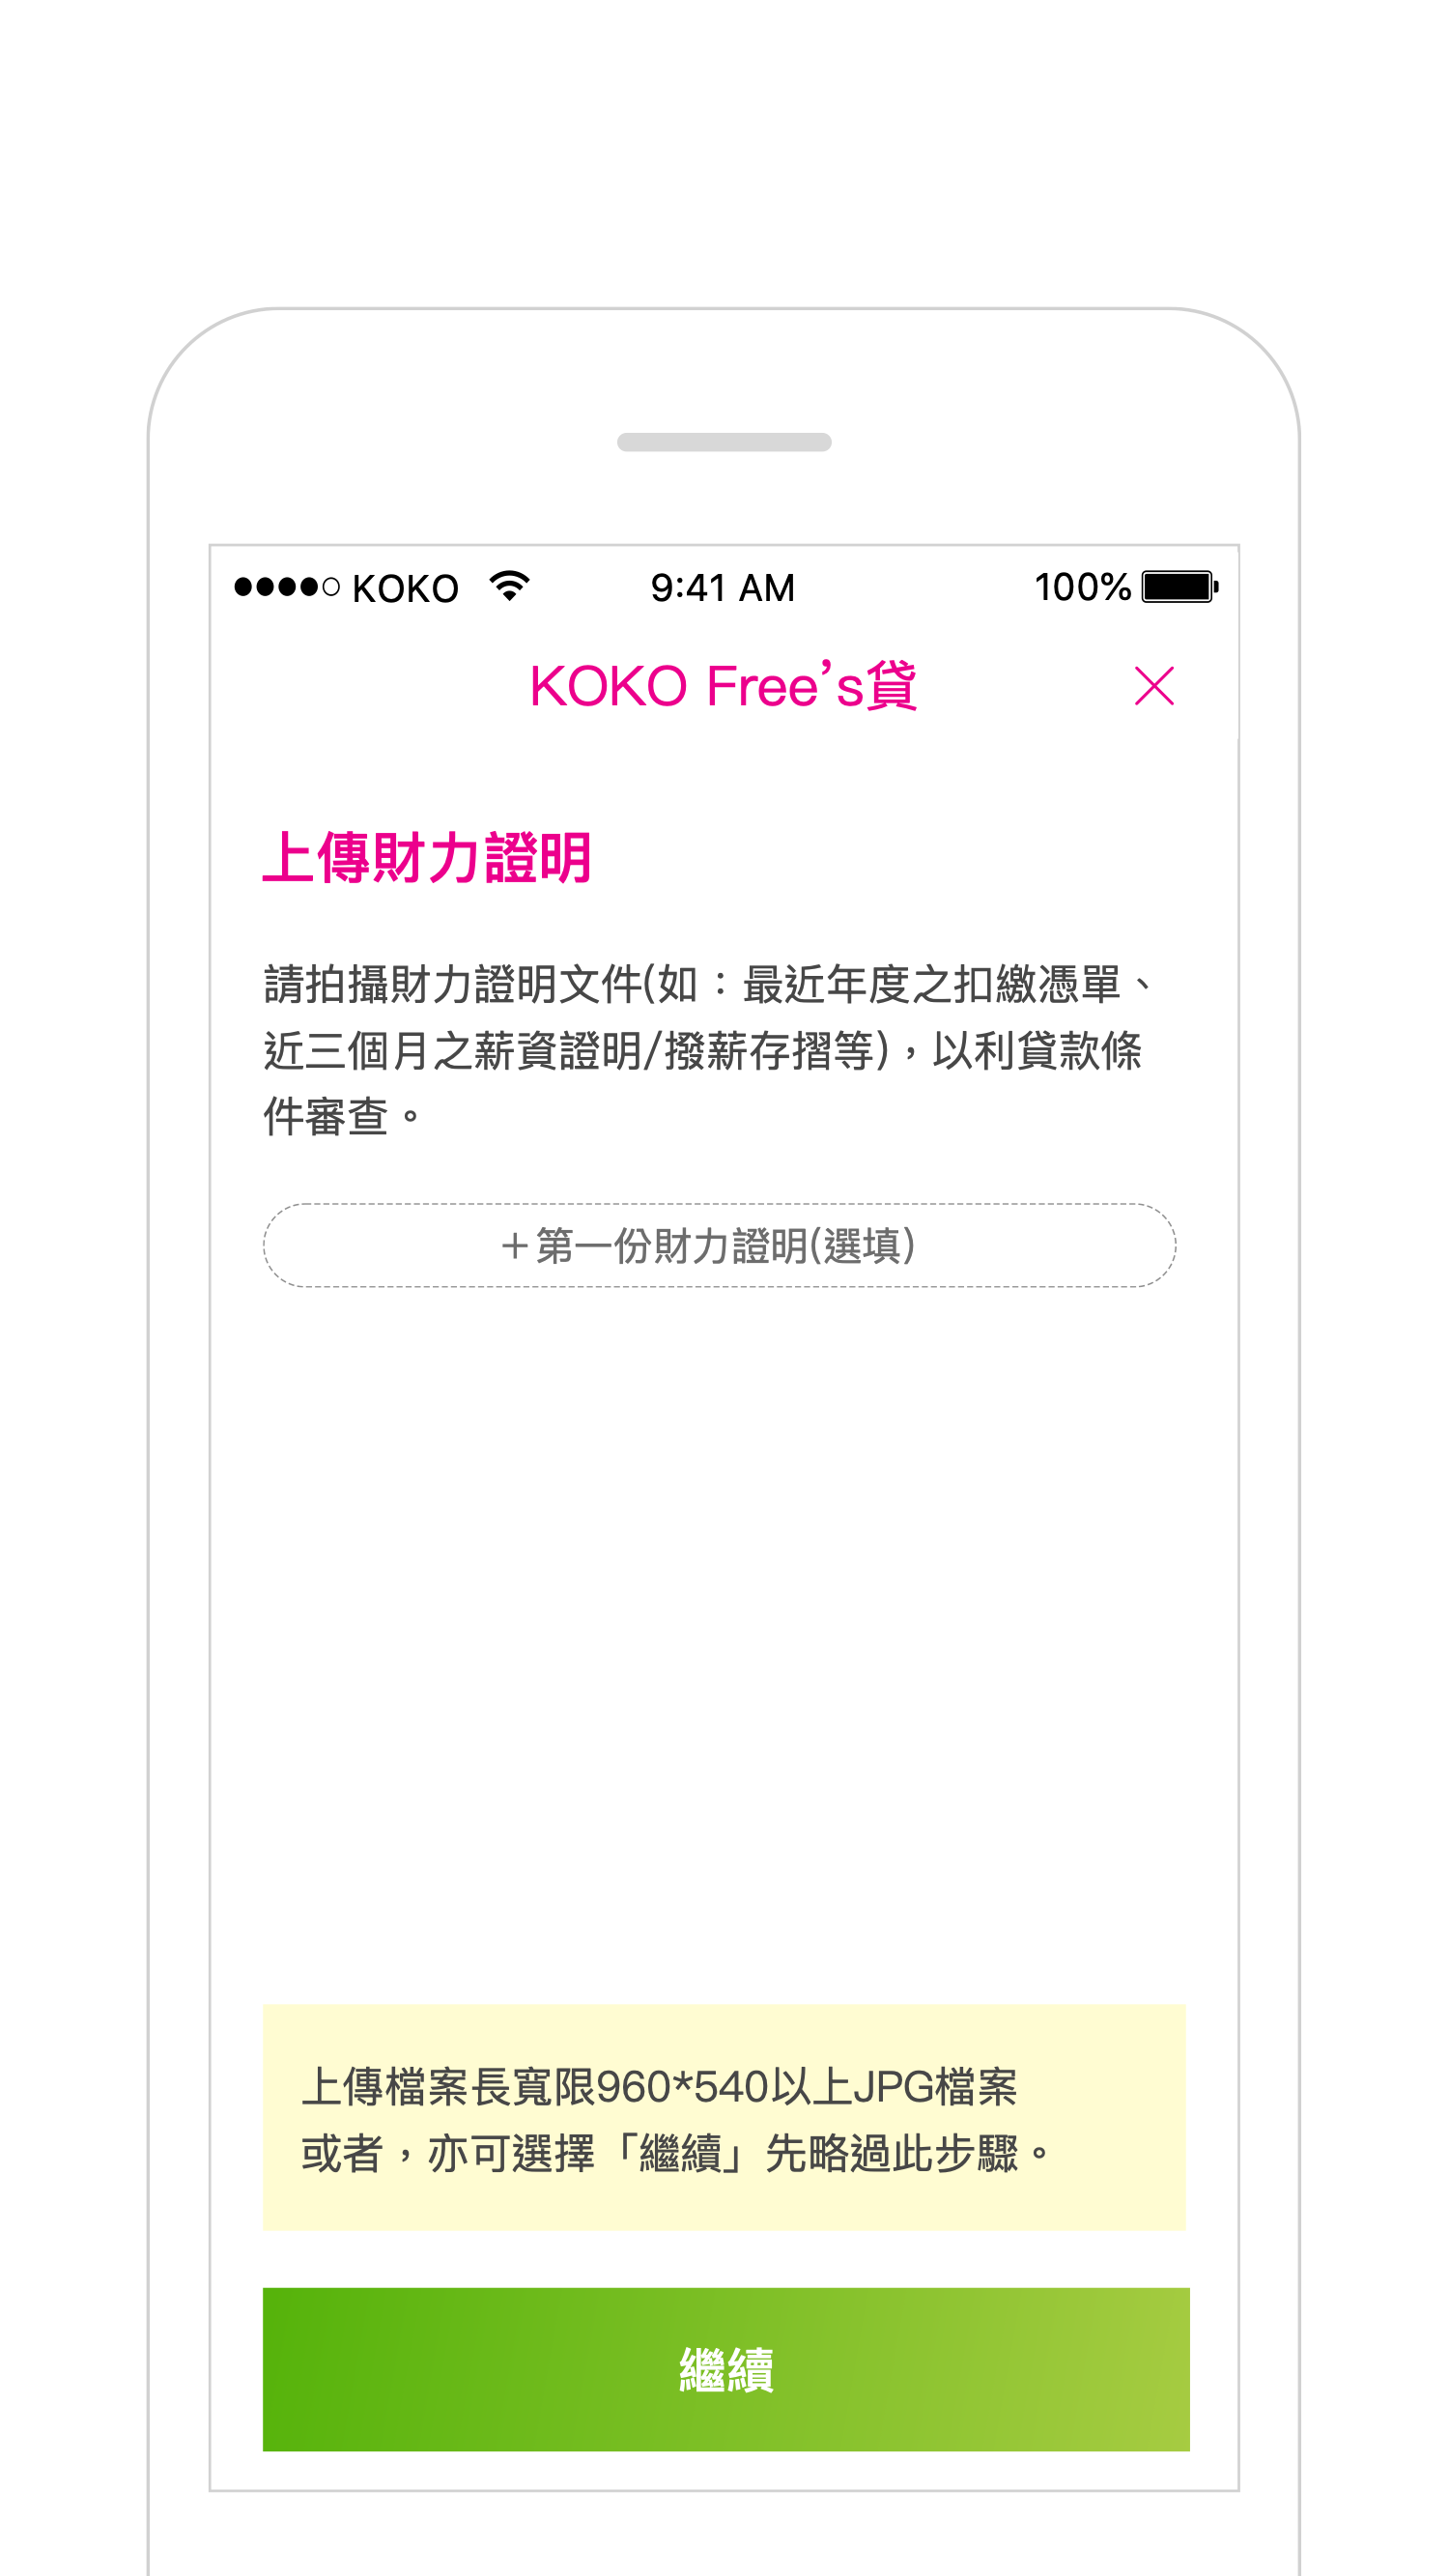 KOKO 9:41 AM 100%
KOKO Free’s貸
上傳財力證明
請拍攝財力證明文件(如：最近年度之扣繳憑單、
近三個月之薪資證明/撥薪存摺等)，以利貸款條
件審查。
＋第一份財力證明(選填)
上傳檔案長寬限960*540以上JPG檔案
或者，亦可選擇「繼續」先略過此步驟。
繼續